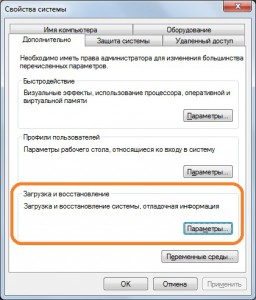 Свойства системы
Имя компьютера Оборудование
Дополнительно Защита системы Удаленный доступ
Необходимо иметь права администратора для изменения большинства
перечисленных параметров.
Быстродействие
Визуальные эффекты, использование процессора, оперативной и
виртуальной памяти
Параметры...
Профили пользователей
Параметры рабочего стола, относящиеся ко входу в систему
Параметры...
Загрузка и восстановление
Загрузка и восстановление системы, отладочная информация
Параметры...
Переменные среды...
ОК Отмена Применить